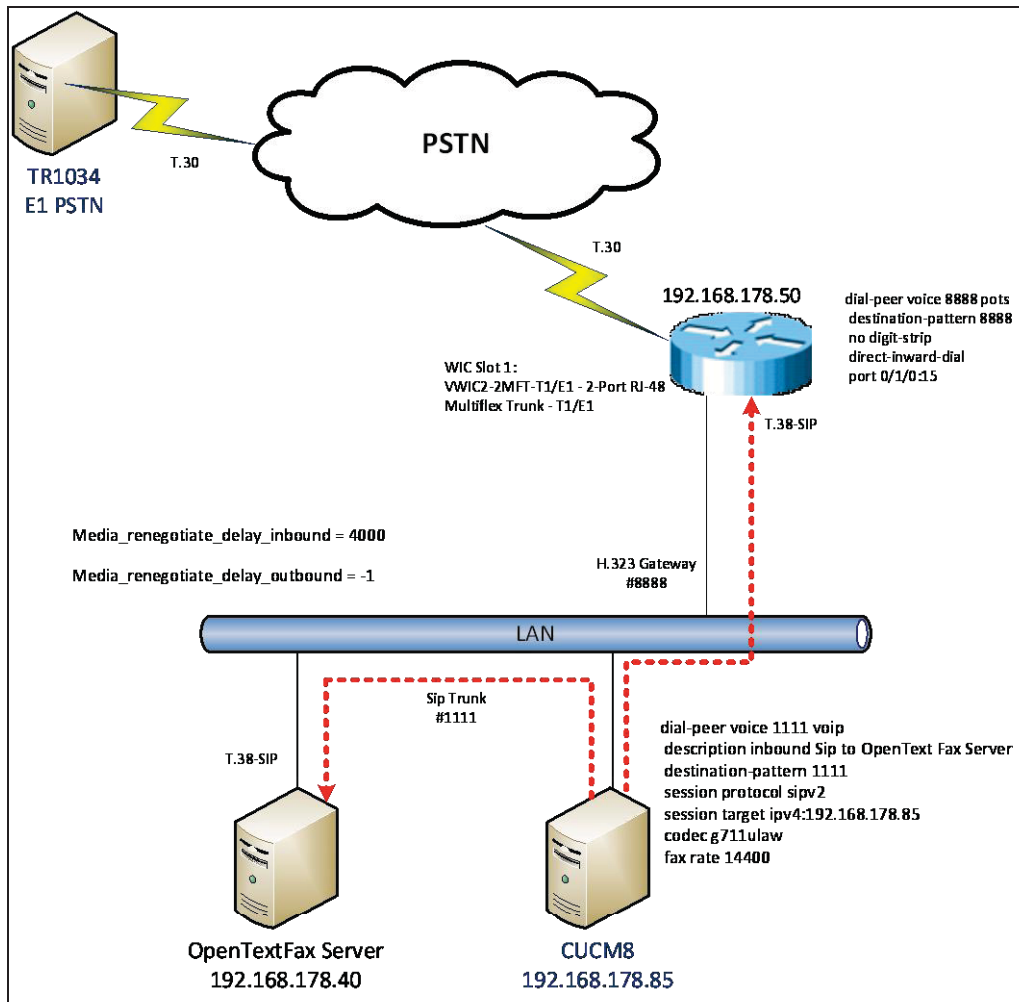 PSTN
T.30
TR1034
E1 PSTN
T.30
192.168.178.50
dial-peer voice 8888 pots
destination-pattern 8888
no digit-strip
direct-inward-dial
port 0/1/0:15
WIC Slot 1:
VWIC2-2MFT-T1/E1 - 2-Port RJ-48
Multiflex Trunk - T1/E1
T.38-SIP
Media_renegotiate_delay_inbound = 4000
Media_renegotiate_delay_outbound = -1
H.323 Gateway
#8888
LAN
Sip Trunk
#1111
T.38-SIP
dial-peer voice 1111 voip
description inbound Sip to OpenText Fax Server
destination-pattern 1111
session protocol sipv2
session target ipv4:192.168.178.85
codec g711ulaw
fax rate 14400
OpenTextFax Server
192.168.178.40
CUCM8
192.168.178.85